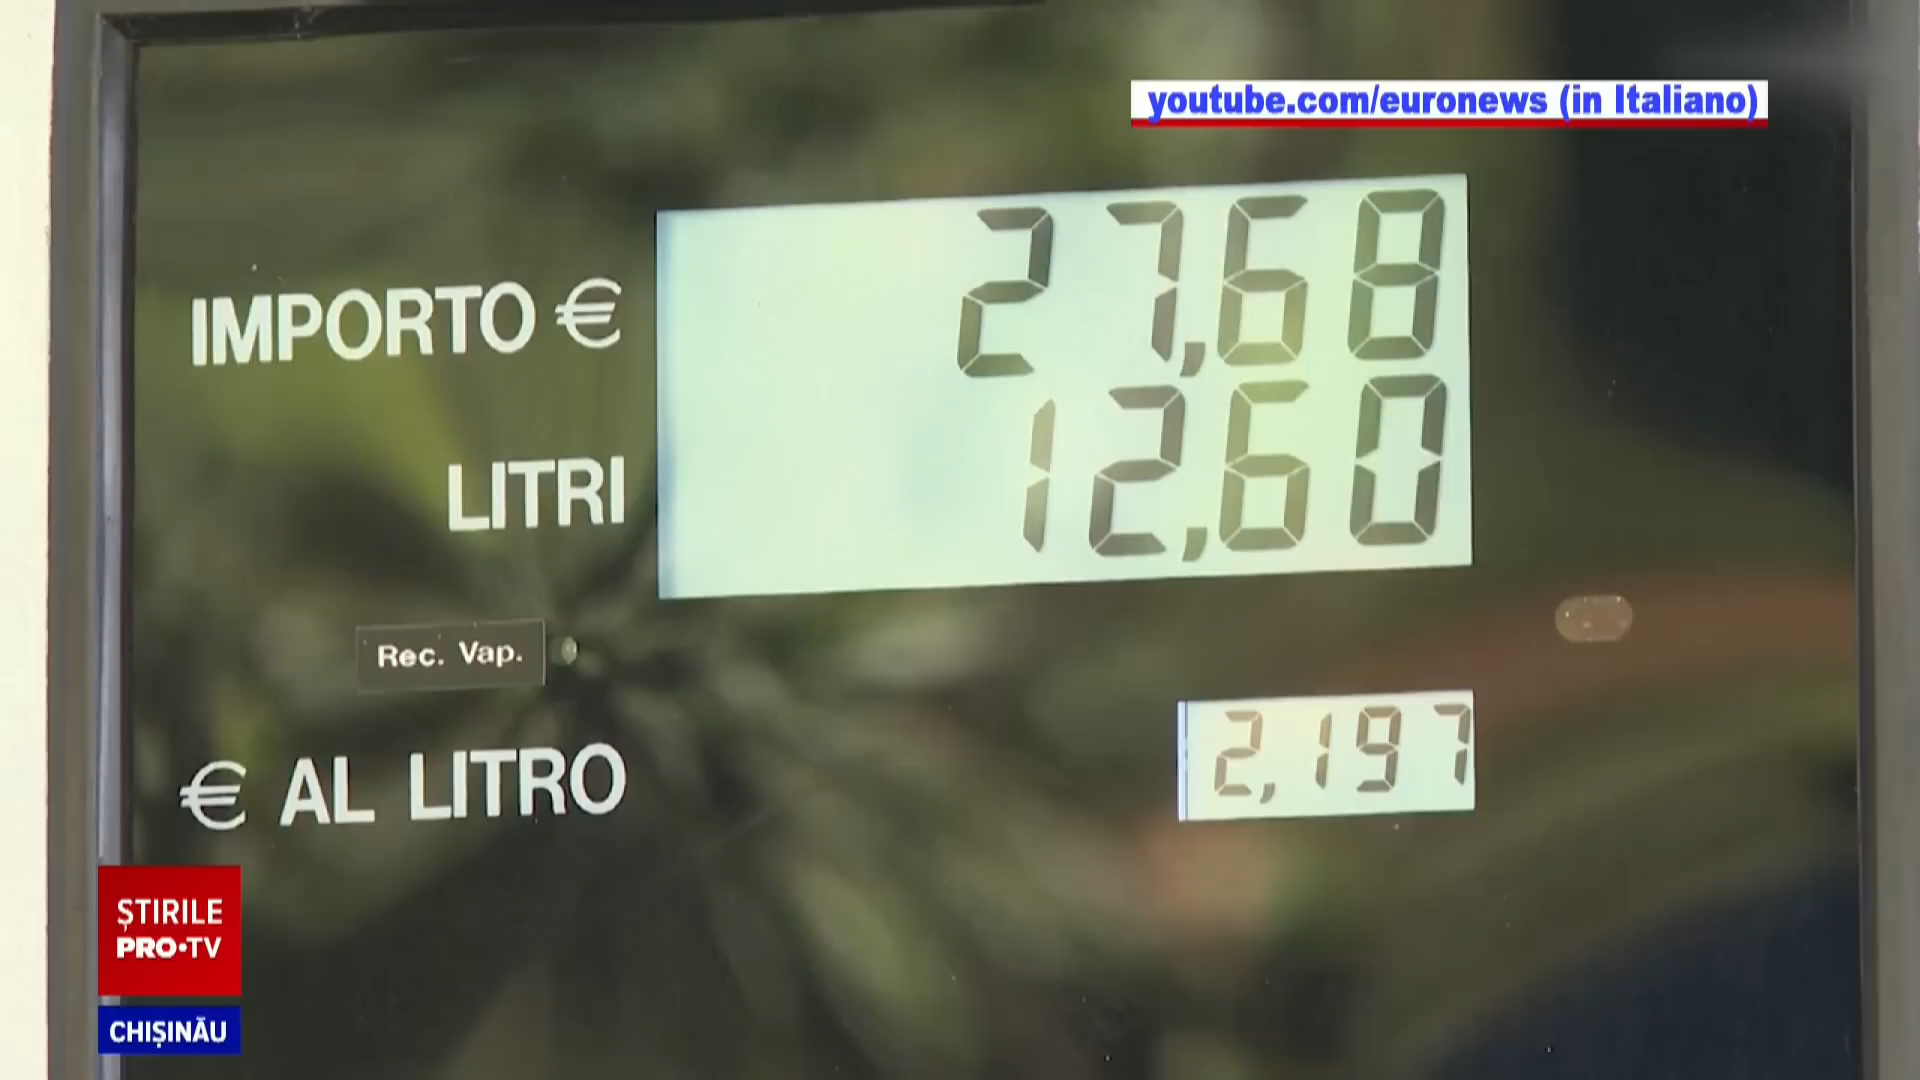 youtube.com/euronews (in Italiano)
IMPORTO € 27,68
LITRI 12,60
Rec. Vap.
€ AL LITRO 2,197
ȘTIRILE
PRO•TV
CHIȘINĂU